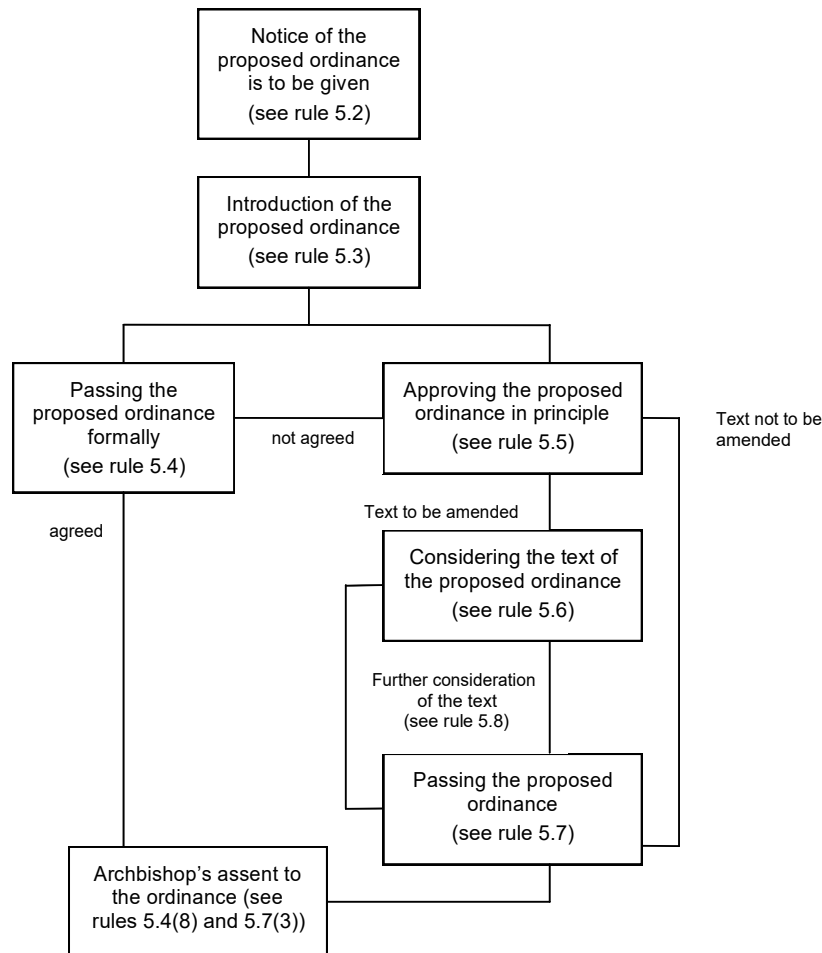 Notice of the
proposed ordinance
is to be given
(see rule 5.2)
Introduction of the
proposed ordinance
(see rule 5.3)
Passing the
proposed ordinance
formally
(see rule 5.4)
not agreed
Approving the proposed
ordinance in principle
(see rule 5.5)
Text not to be
amended
agreed
Text to be amended
Considering the text of
the proposed ordinance
(see rule 5.6)
Further consideration
of the text
(see rule 5.8)
Passing the proposed
ordinance
(see rule 5.7)
Archbishop’s assent to
the ordinance (see
rules 5.4(8) and 5.7(3))